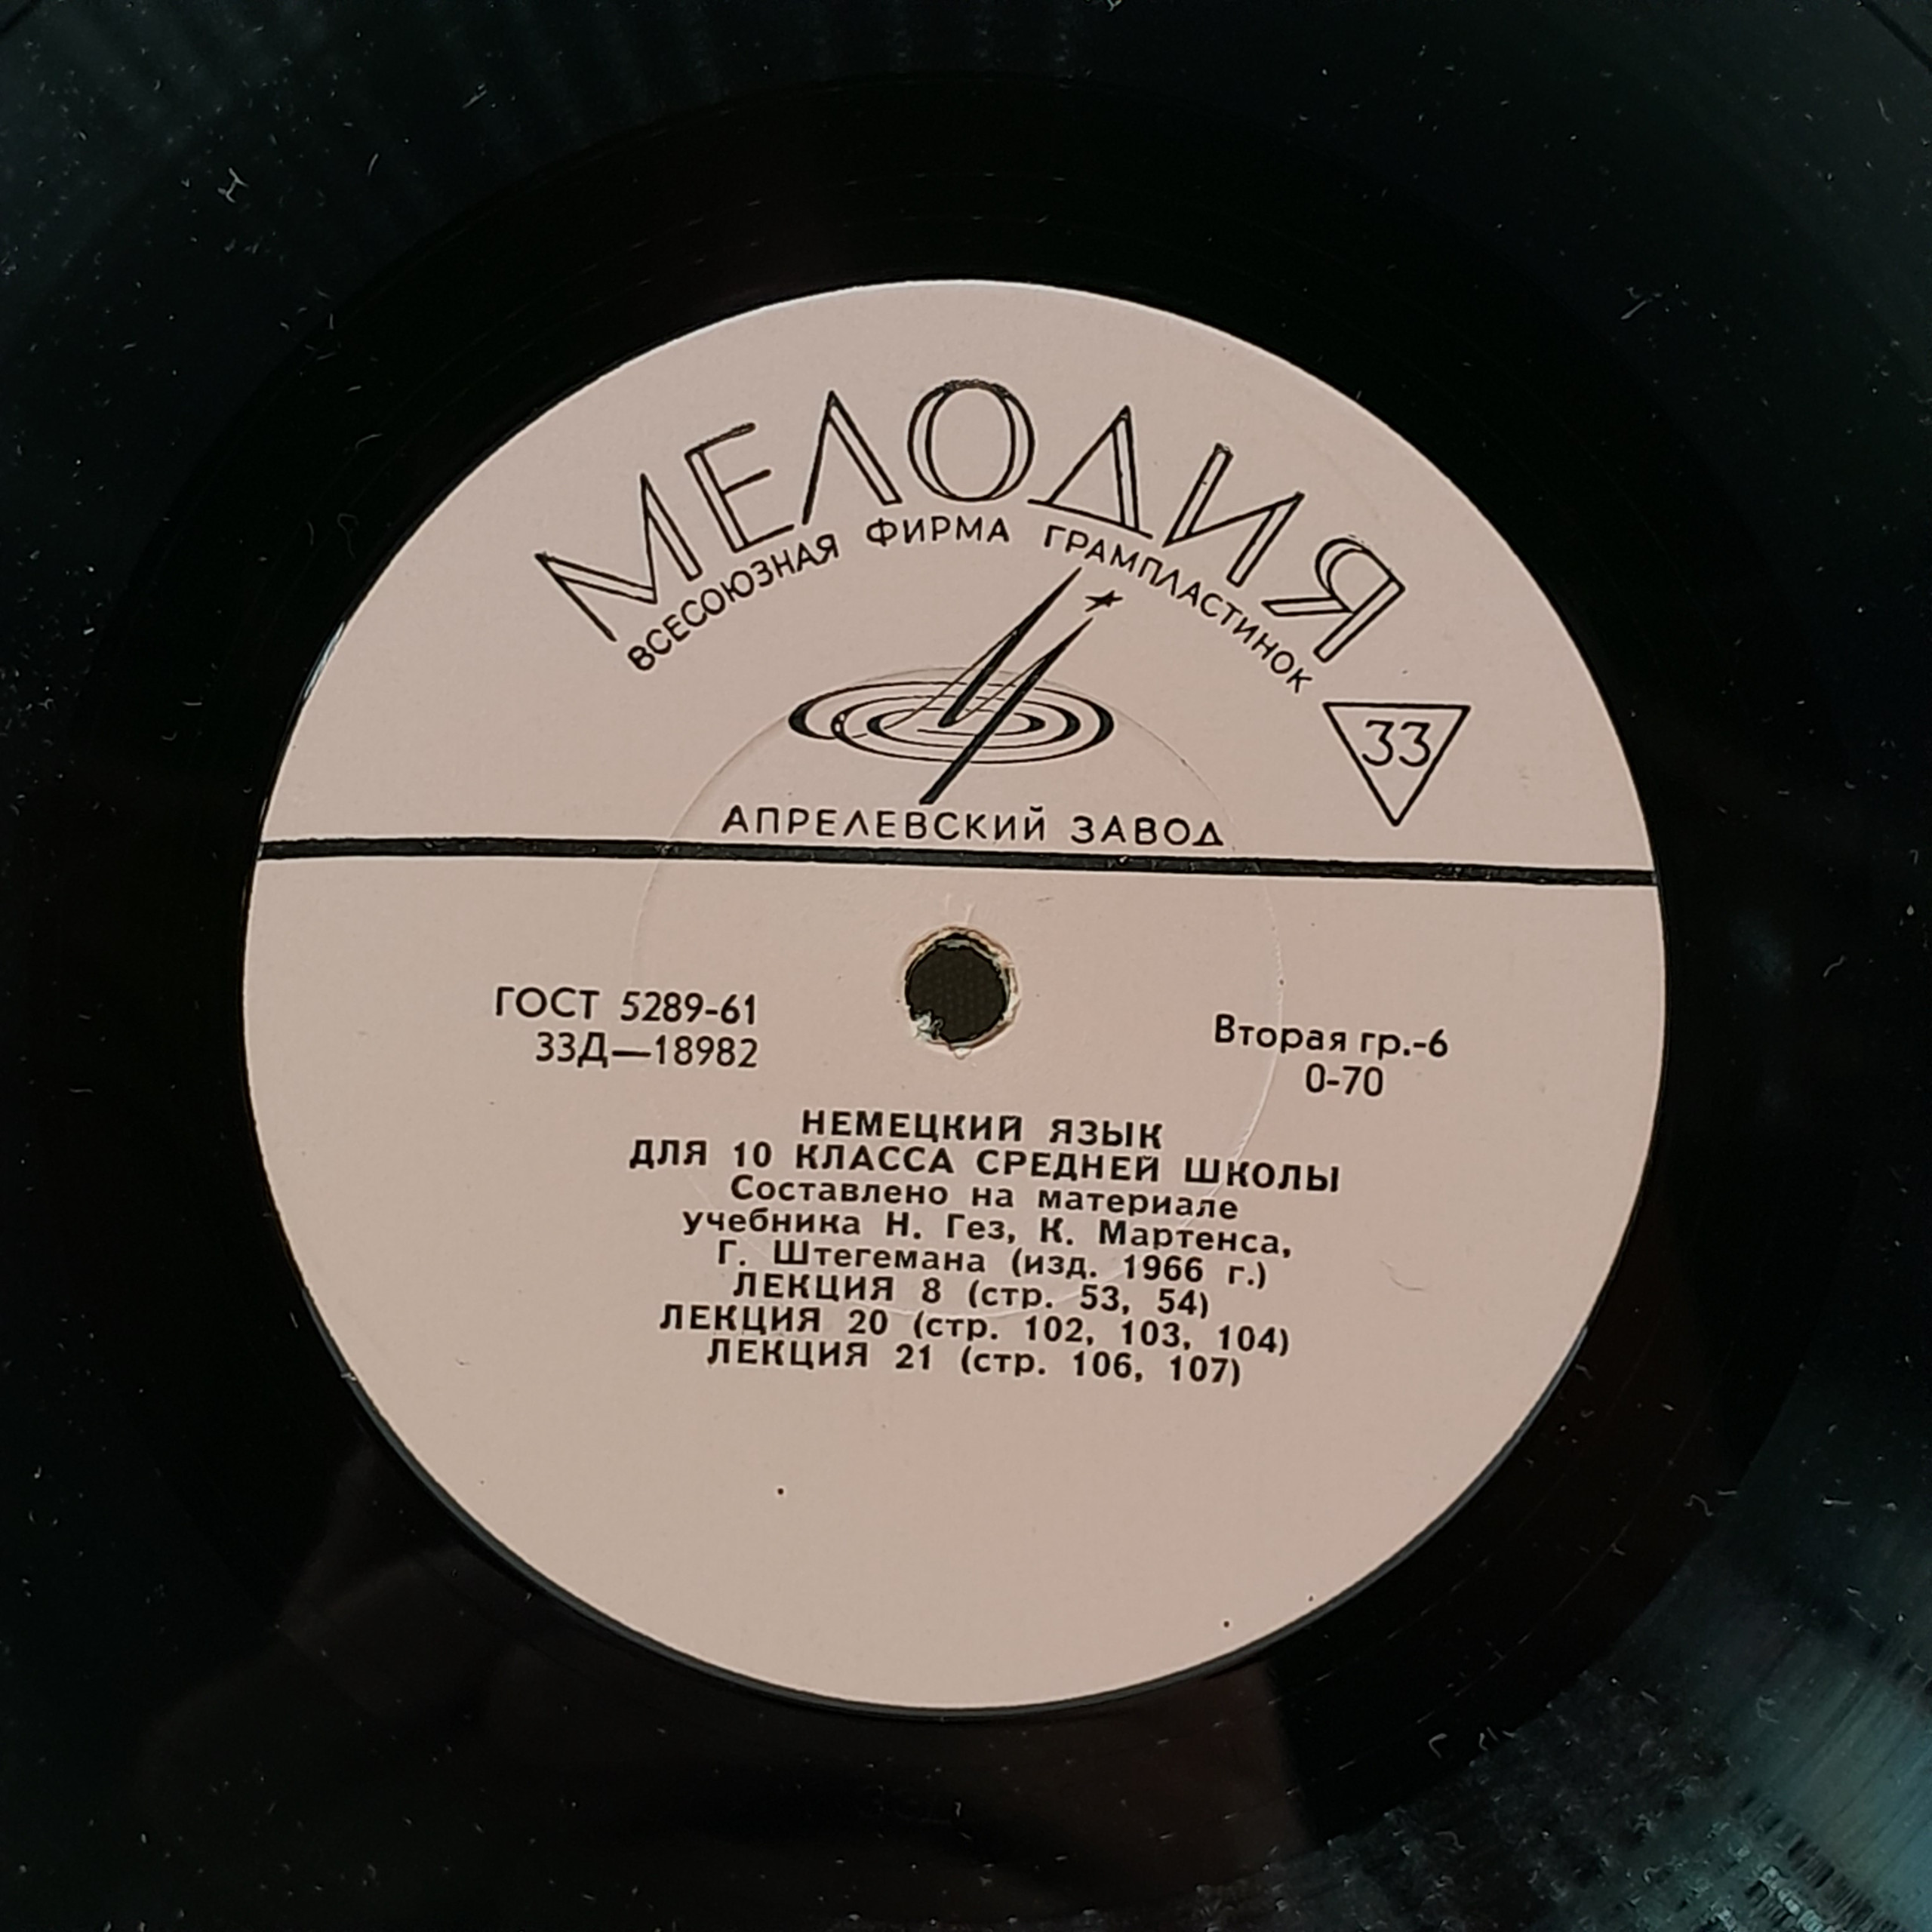 МЕЛОДИЯ
ВСЕСОЮЗНАЯ ФИРМА ГРАМПЛАСТИНОК
33
АПРЕЛЕВСКИЙ ЗАВОД
ГОСТ 5289-61
33Д—18982
Вторая гр.-6
0-70
НЕМЕЦКИЙ ЯЗЫК
ДЛЯ 10 КЛАССА СРЕДНЕЙ ШКОЛЫ
Составлено на материале
учебника Н. Гез, К. Мартенса,
Г. Штегемана (изд. 1966 г.)
ЛЕКЦИЯ 8 (стр. 53, 54)
ЛЕКЦИЯ 20 (стр. 102, 103, 104)
ЛЕКЦИЯ 21 (стр. 106, 107)